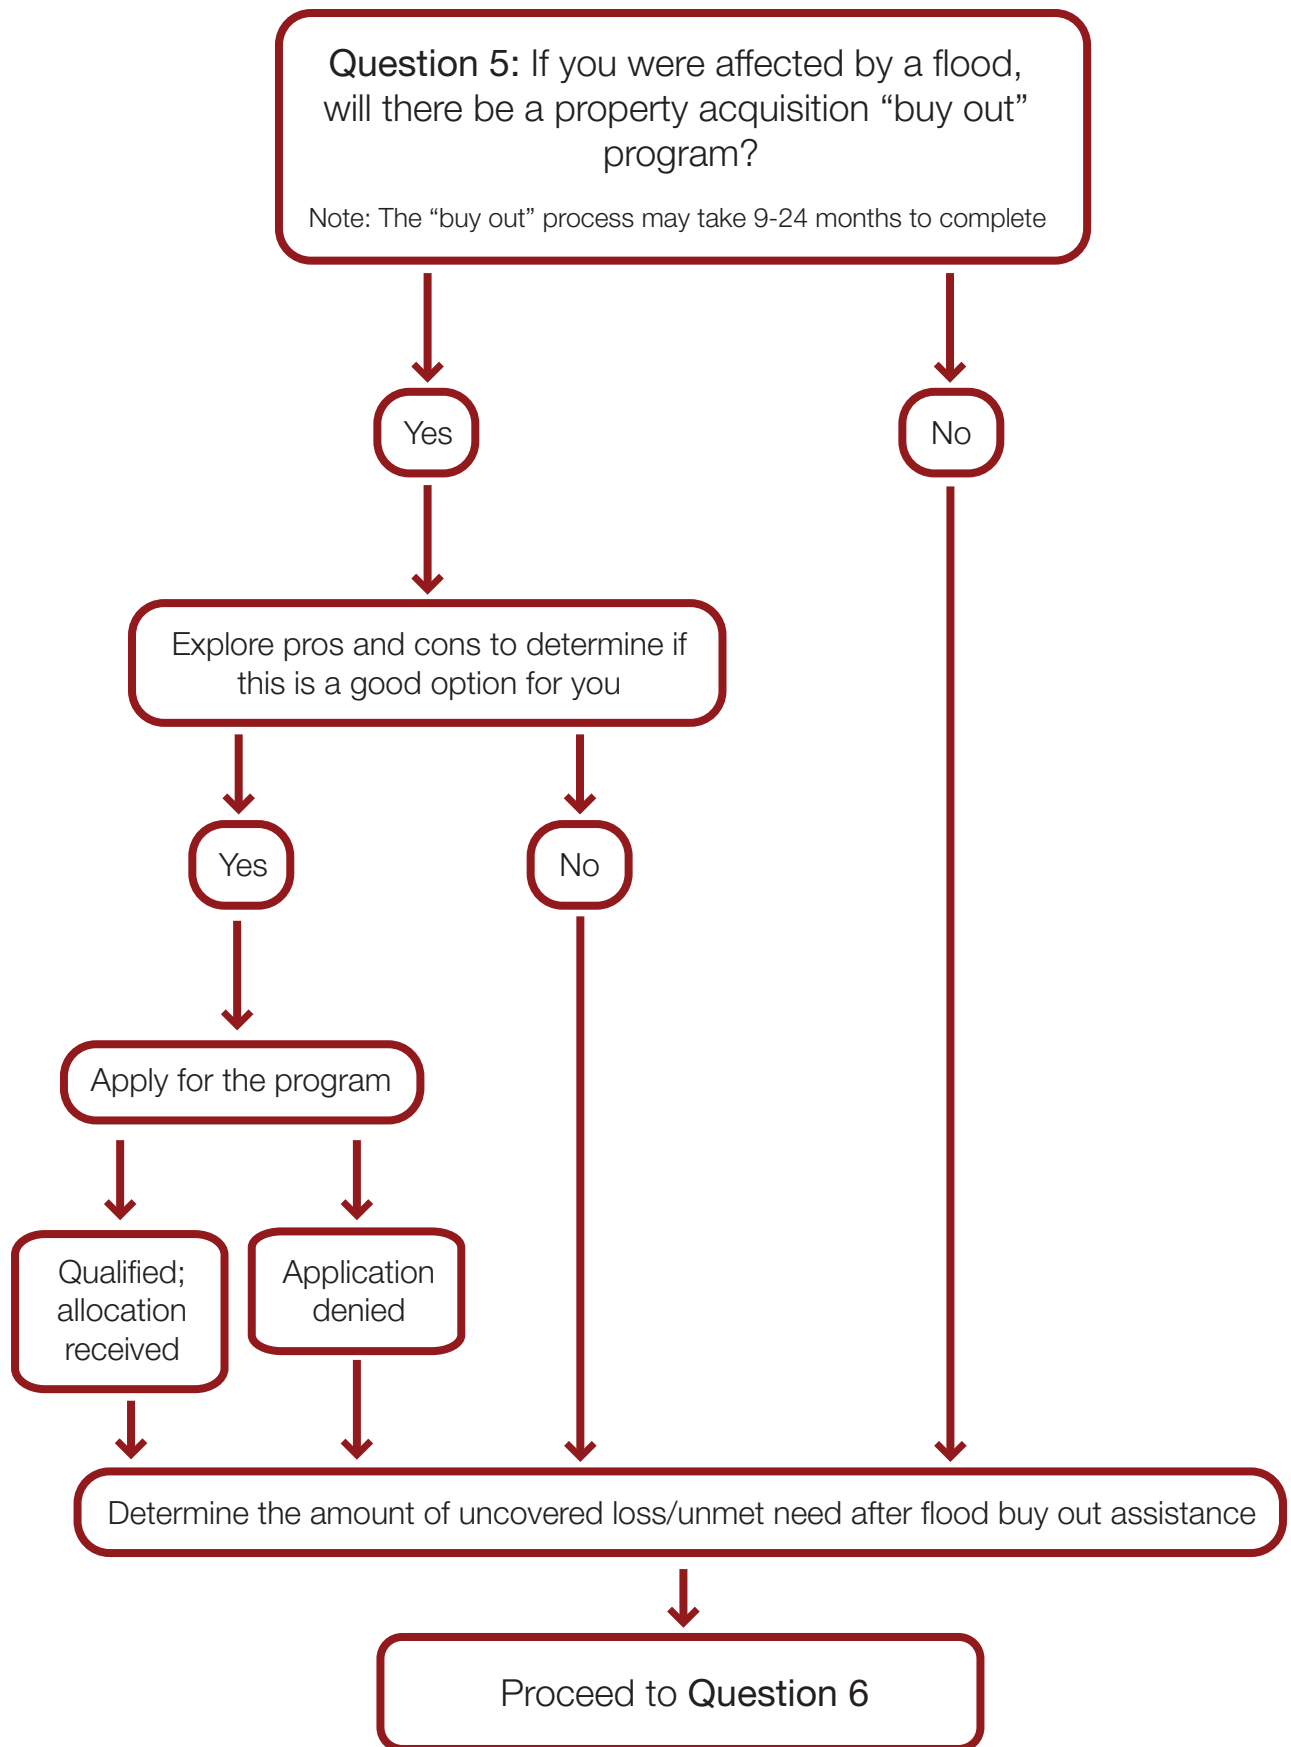 Question 5: If you were affected by a flood,
will there be a property acquisition “buy out”
program?
Note: The “buy out” process may take 9-24 months to complete
Yes
No
Explore pros and cons to determine if
this is a good option for you
Yes
No
Apply for the program
Qualified;
allocation
received
Application
denied
Determine the amount of uncovered loss/unmet need after flood buy out assistance
Proceed to Question 6